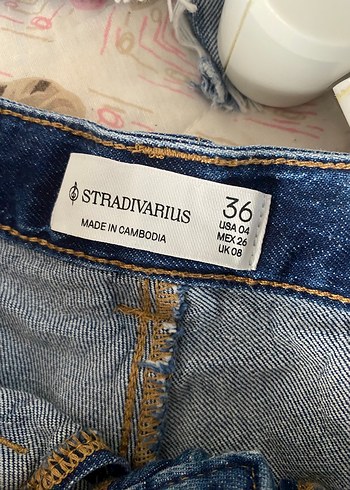 STRADIVARIUS
MADE IN CAMBODIA
36
USA 04
MEX 26
UK 08